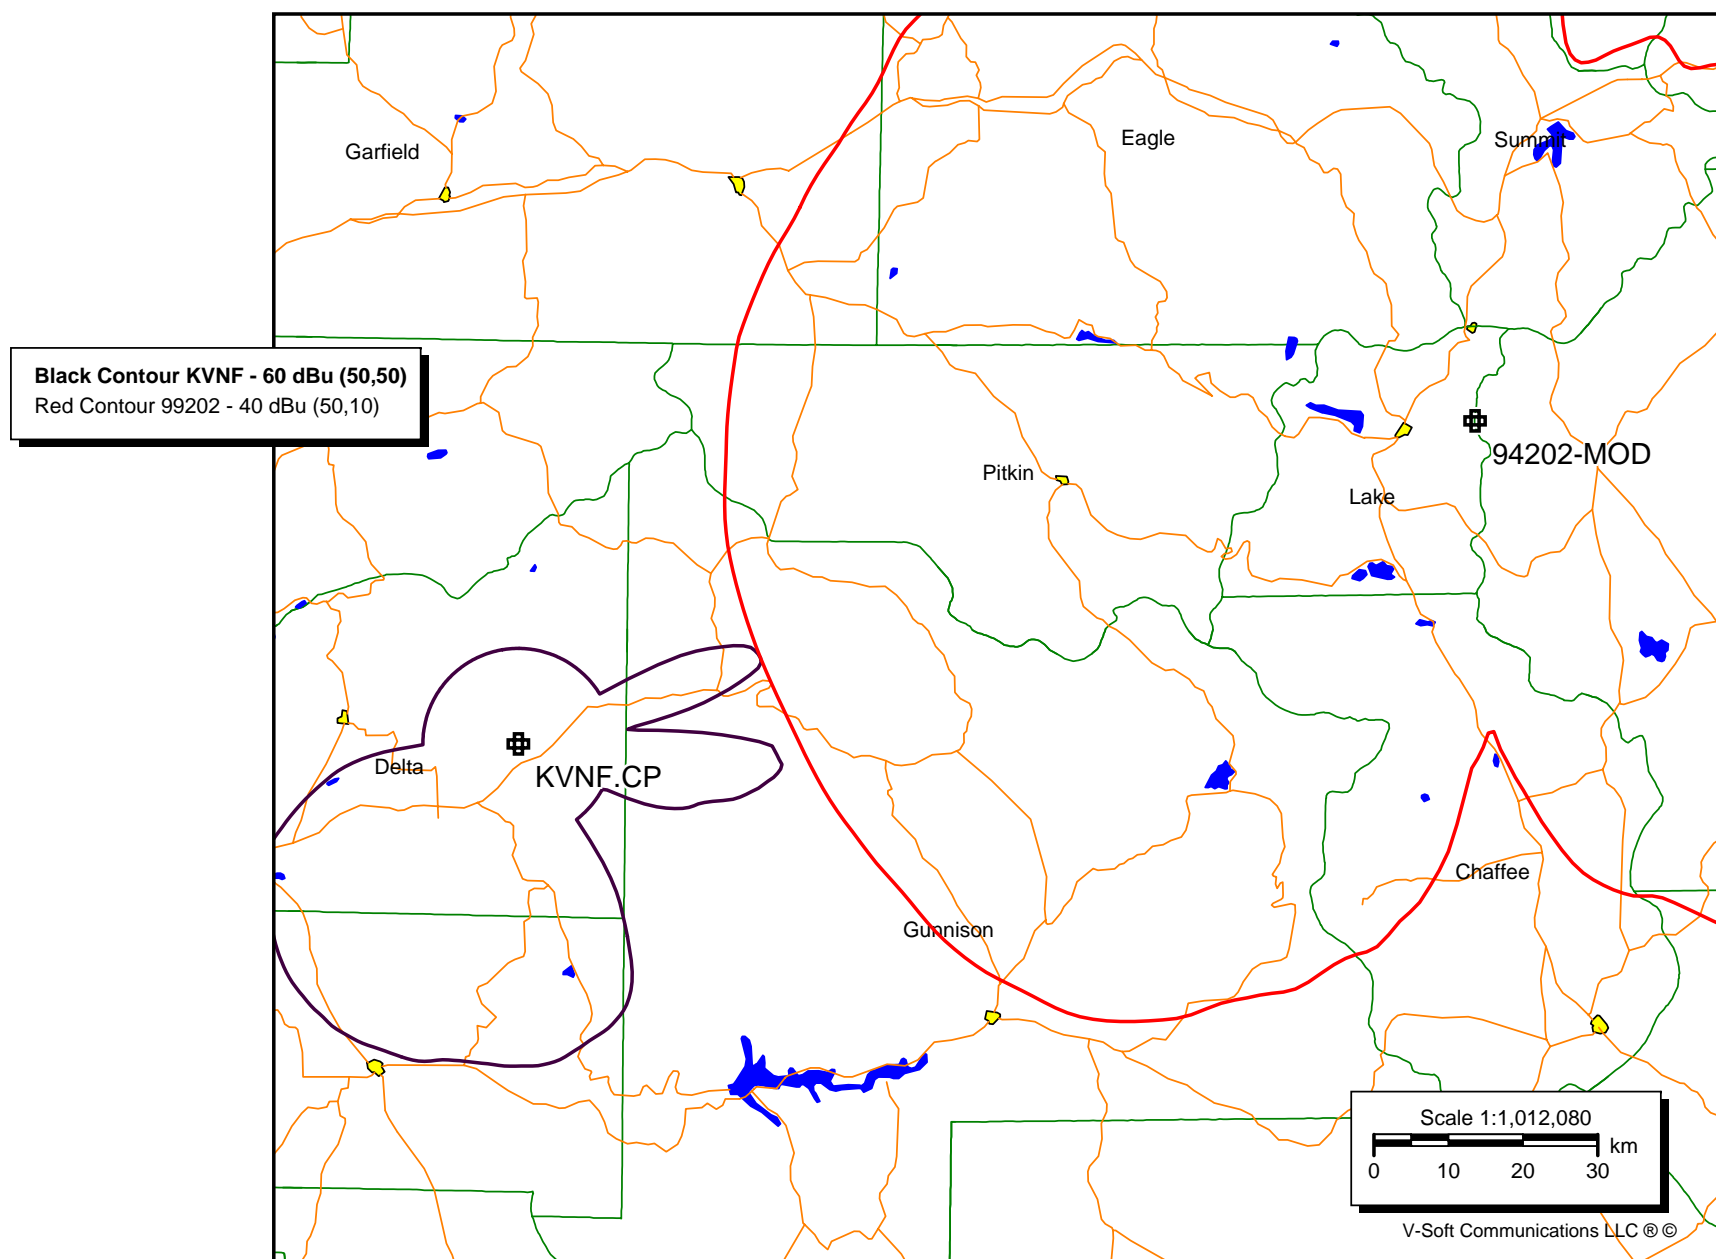 Garfield
Eagle
Summit
Black Contour KVNF - 60 dBu (50,50)
Red Contour 99202 - 40 dBu (50,10)
94202-MOD
Pitkin
Lake
Delta
KVNF.CP
Chaffee
Gunnison
Scale 1:1,012,080
km
0 10 20 30
V-Soft Communications LLC ® ©